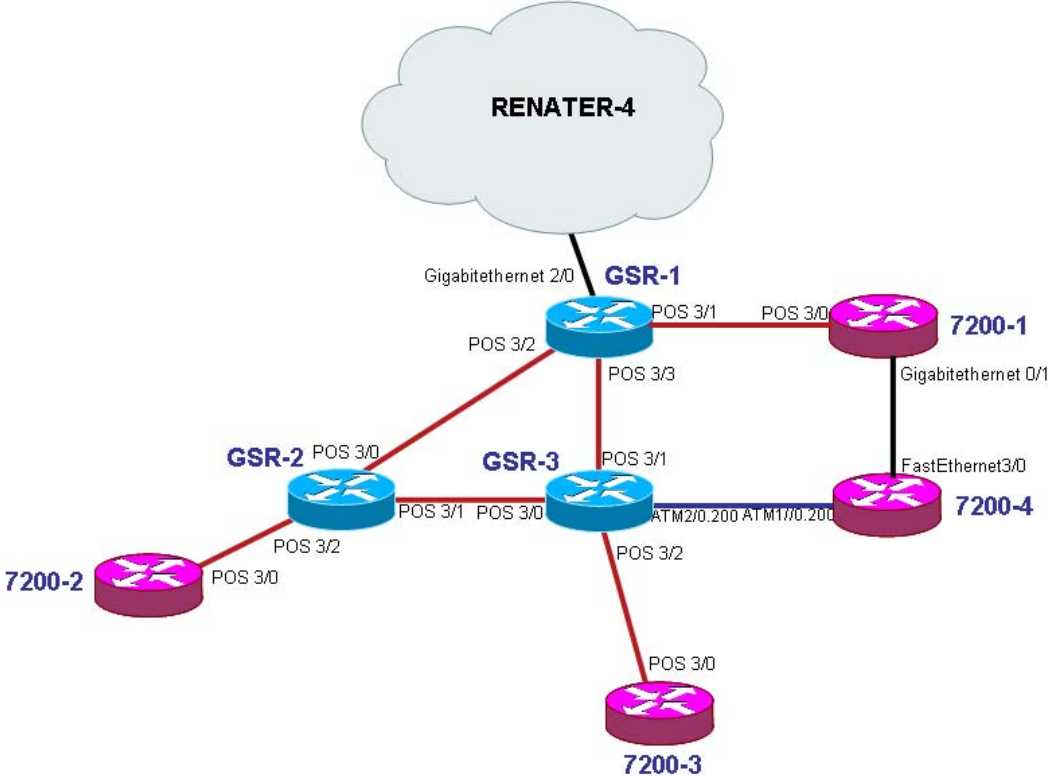 RENATER-4
Gigabitethernet 2/0
GSR-1
POS 3/1
POS 3/0
7200-1
POS 3/2
POS 3/3
Gigabitethernet 0/1
GSR-2
POS 3/0
GSR-3
POS 3/1
FastEthernet3/0
POS 3/1
POS 3/0
ATM2/0.200
ATM1//0.200
7200-4
POS 3/2
POS 3/2
7200-2
POS 3/0
POS 3/0
7200-3